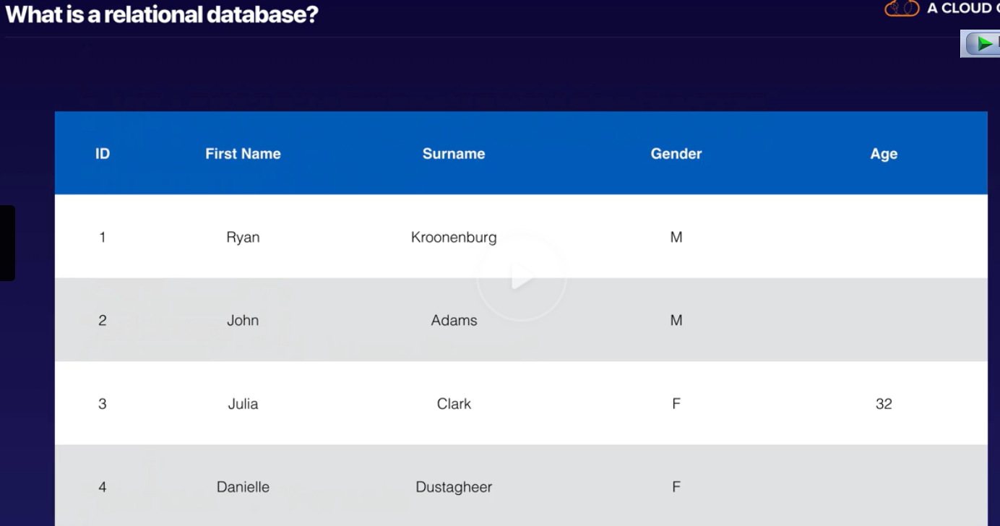 What is a relational database?
A CLOUD
ID First Name Surname Gender Age
1 Ryan Kroonenburg M
2 John Adams M
3 Julia Clark F 32
4 Danielle Dustagheer F